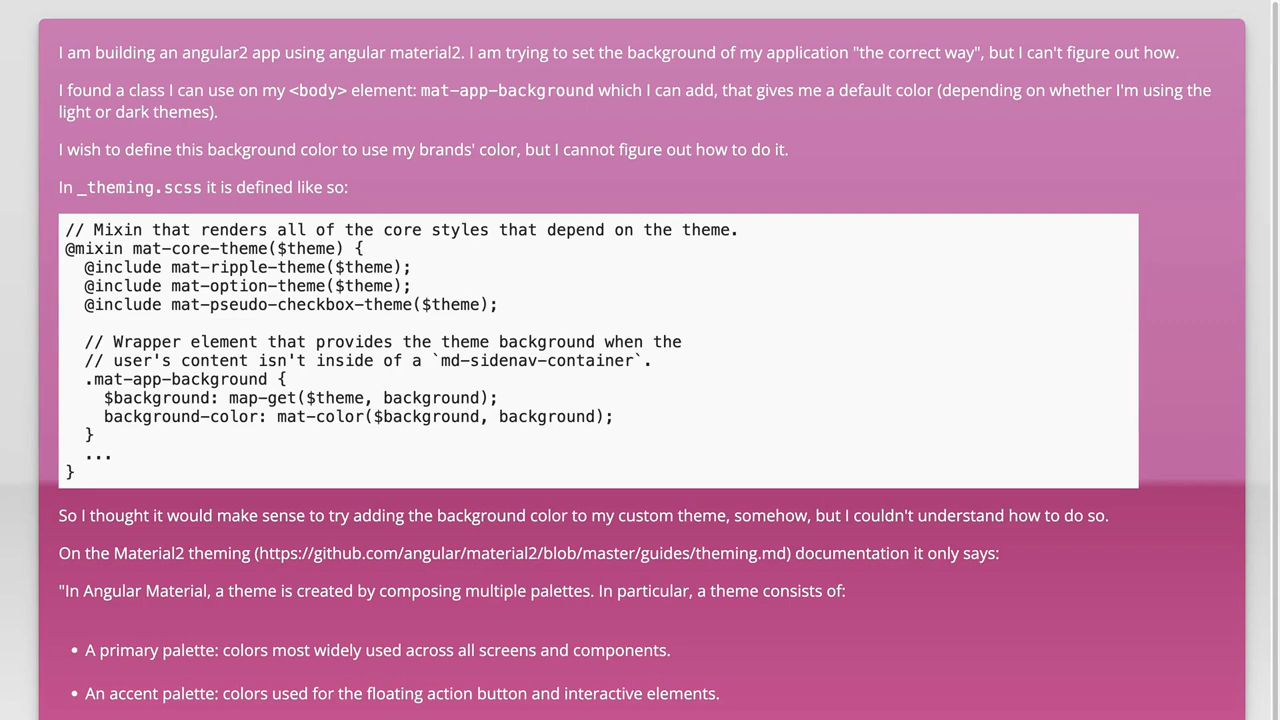 I am building an angular2 app using angular material2. I am trying to set the background of my application "the correct way", but I can't figure out how.
I found a class I can use on my <body> element: mat-app-background which I can add, that gives me a default color (depending on whether I'm using the
light or dark themes).
I wish to define this background color to use my brands' color, but I cannot figure out how to do it.
In _theming.scss it is defined like so:
// Mixin that renders all of the core styles that depend on the theme.
@mixin mat-core-theme($theme) {
  @include mat-ripple-theme($theme);
  @include mat-option-theme($theme);
  @include mat-pseudo-checkbox-theme($theme);
  // Wrapper element that provides the theme background when the
  // user's content isn't inside of a `md-sidenav-container`.
  .mat-app-background {
    $background: map-get($theme, background);
    background-color: mat-color($background, background);
  }
  ...
}
So I thought it would make sense to try adding the background color to my custom theme, somehow, but I couldn't understand how to do so.
On the Material2 theming (https://github.com/angular/material2/blob/master/guides/theming.md) documentation it only says:
"In Angular Material, a theme is created by composing multiple palettes. In particular, a theme consists of:
• A primary palette: colors most widely used across all screens and components.
• An accent palette: colors used for the floating action button and interactive elements.